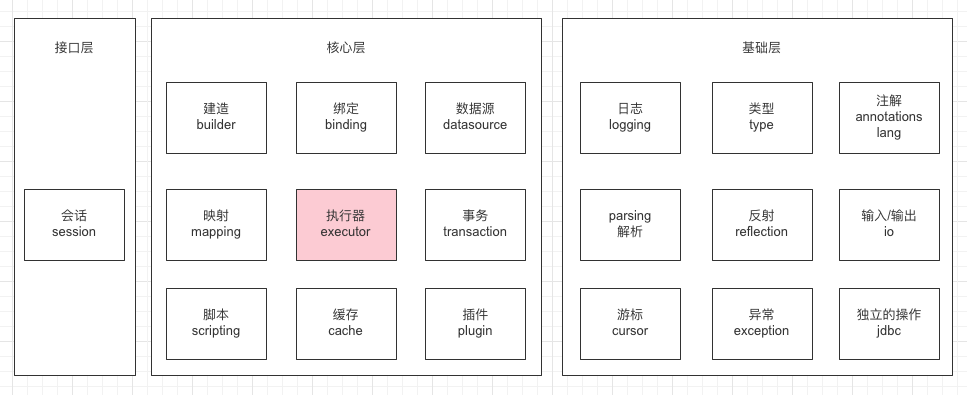 接口层
会话
session
核心层
建造
builder
绑定
binding
数据源
datasource
映射
mapping
执行器
executor
事务
transaction
脚本
scripting
缓存
cache
插件
plugin
基础层
日志
logging
类型
type
注解
annotations
lang
parsing
解析
反射
reflection
输入/输出
io
游标
cursor
异常
exception
独立的操作
jdbc